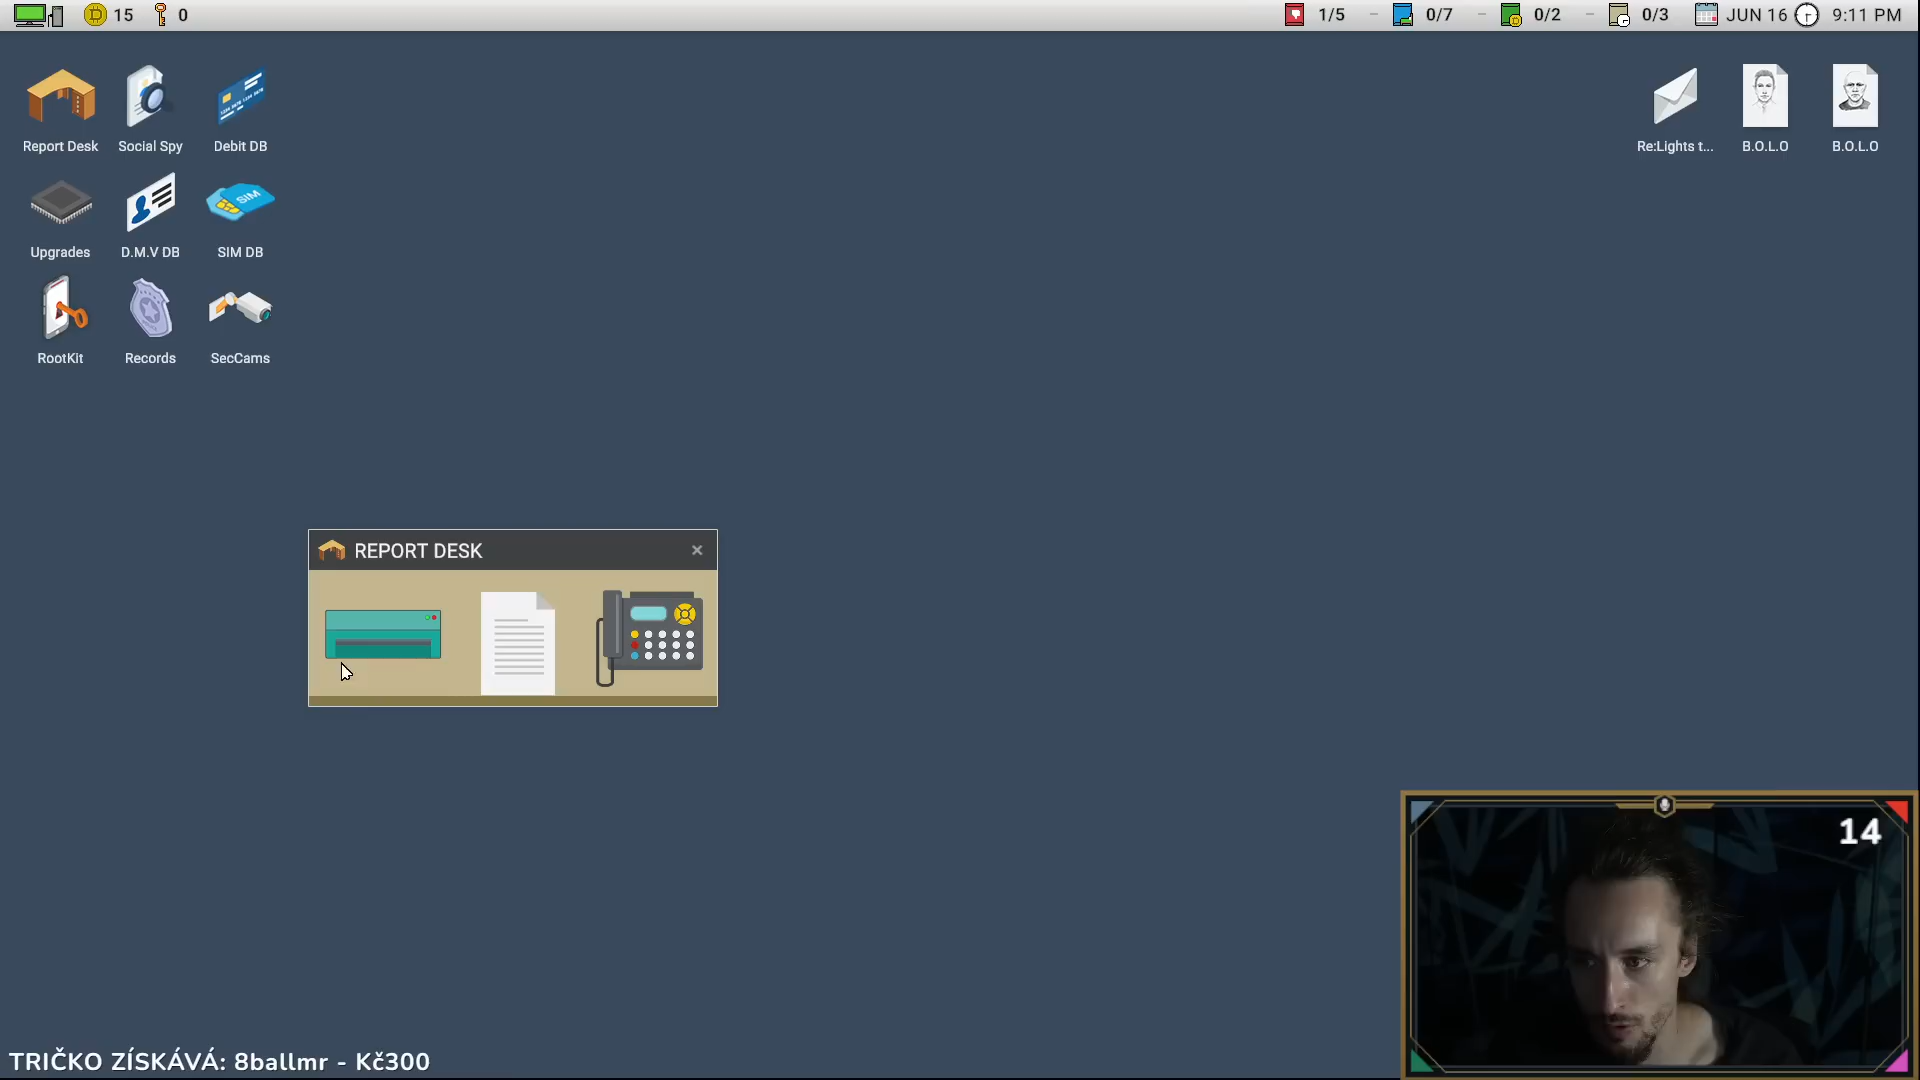 15
0
1/5
0/7
0/2
0/3
JUN 16
9:11 PM
Report Desk
Social Spy
Debit DB
Re:Lights t...
B.O.L.O
B.O.L.O
Upgrades
D.M.V DB
SIM
SIM DB
RootKit
Records
SecCams
REPORT DESK
14
TRIČKO ZÍSKÁVÁ: 8ballmr - Kč300